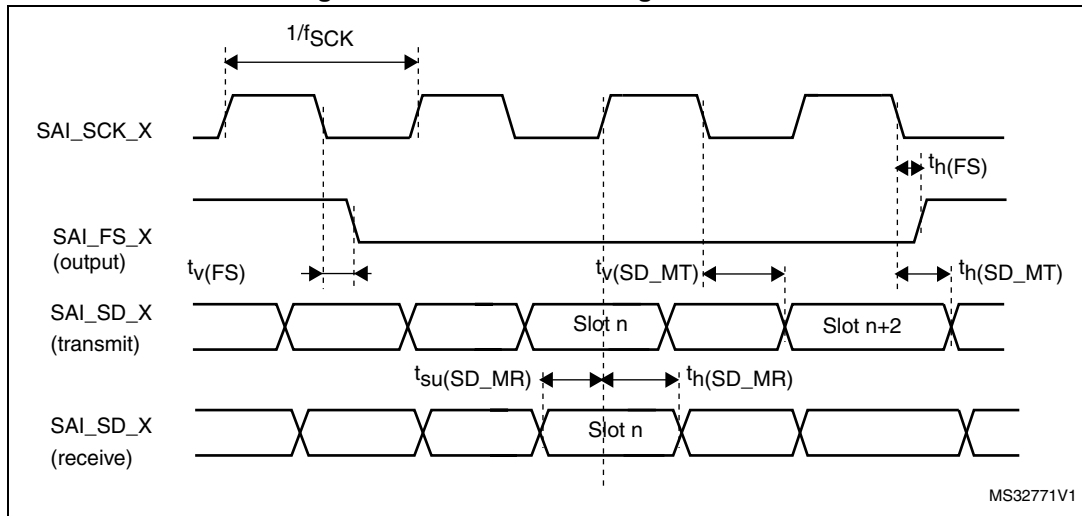 1/fSCK
SAI_SCK_X
th(FS)
SAI_FS_X
(output)
tv(FS)
tv(SD_MT)
th(SD_MT)
SAI_SD_X
(transmit)
Slot n
Slot n+2
tsu(SD_MR)
th(SD_MR)
SAI_SD_X
(receive)
Slot n
MS32771V1